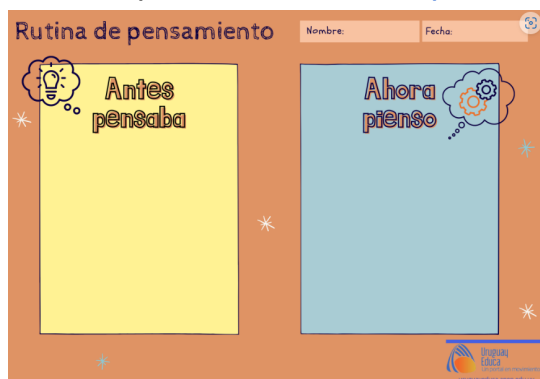 Rutina de pensamiento
Nombre:
Fecha:
Antes
pensaba
Ahora
pienso
Uruguay
Educa